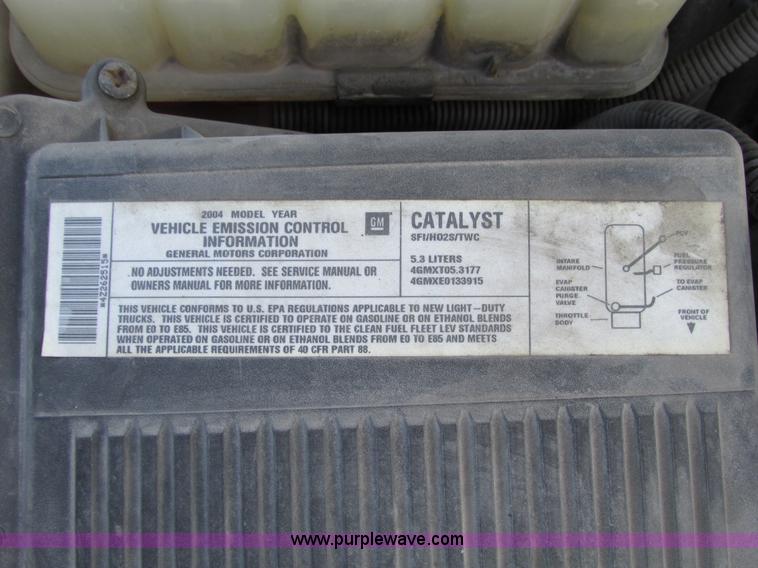 2004 MODEL YEAR
VEHICLE EMISSION CONTROL
INFORMATION
GENERAL MOTORS CORPORATION
GM
NO ADJUSTMENTS NEEDED. SEE SERVICE MANUAL OR
OWNERS MANUAL FOR MORE INFORMATION.
CATALYST
SFI/HO2S/TWC
5.3 LITERS
4GMXT05.3177
4GMXE0133915
THIS VEHICLE CONFORMS TO U.S. EPA REGULATIONS APPLICABLE TO NEW LIGHT-DUTY
TRUCKS. THIS VEHICLE IS CERTIFIED TO OPERATE ON GASOLINE OR ON ETHANOL BLENDS
FROM E0 TO E85. THIS VEHICLE IS CERTIFIED TO THE CLEAN FUEL FLEET LEV STANDARDS
WHEN OPERATED ON GASOLINE OR ON ETHANOL BLENDS FROM E0 TO E85 AND MEETS
ALL THE APPLICABLE REQUIREMENTS OF 40 CFR PART 88.
*4Z262515*
PCV
INTAKE
MANIFOLD
FUEL
PRESSURE
REGULATOR
EVAP
CANISTER
PURGE
VALVE
TO EVAP
CANISTER
THROTTLE
BODY
FRONT OF
VEHICLE
www.purplewave.com